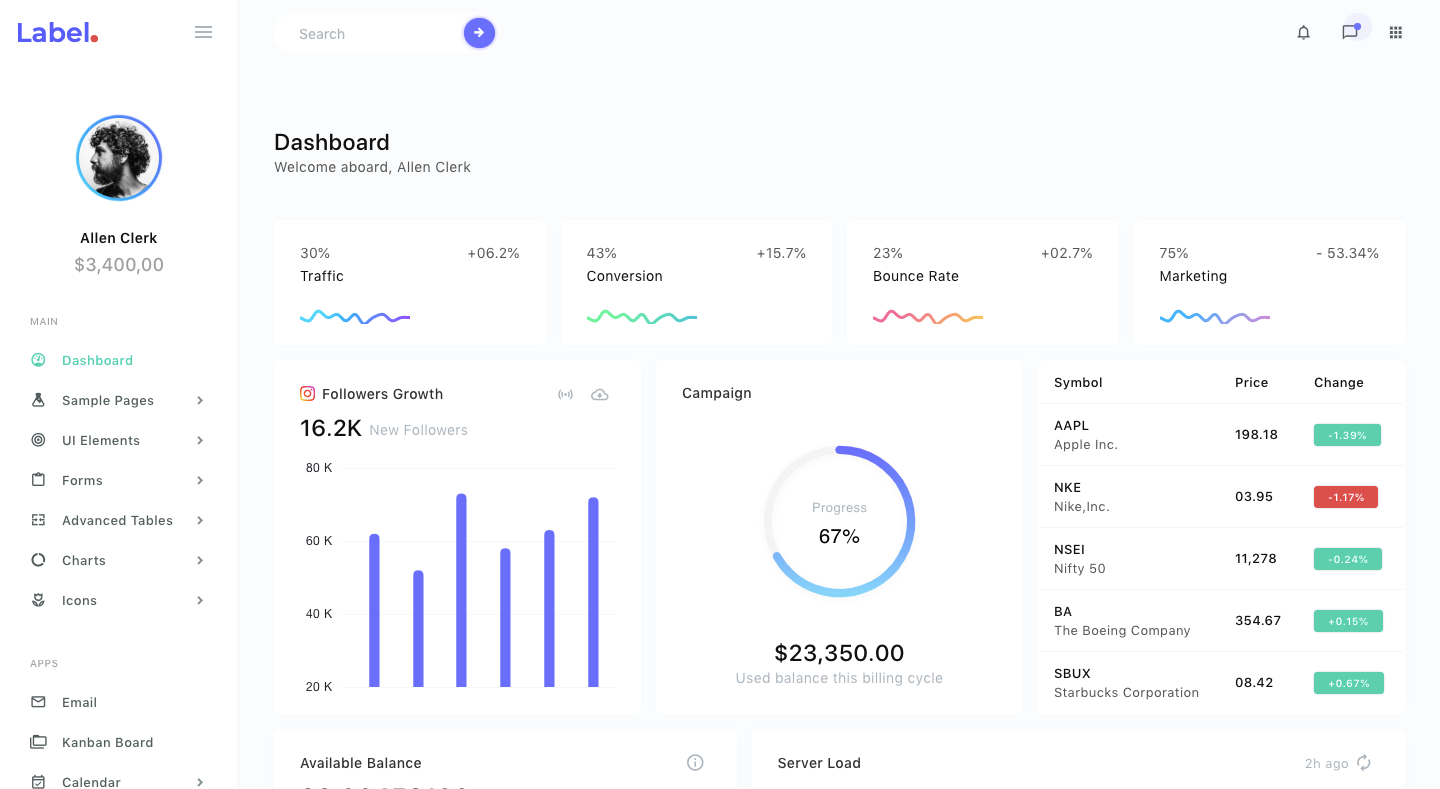 Label.
Search
Allen Clerk
$3,400,00
MAIN
Dashboard
Sample Pages
UI Elements
Forms
Advanced Tables
Charts
Icons
APPS
Email
Kanban Board
Calendar
Dashboard
Welcome aboard, Allen Clerk
30% +06.2%
Traffic
43% +15.7%
Conversion
23% +02.7%
Bounce Rate
75% - 53.34%
Marketing
Followers Growth
16.2K New Followers
80 K
60 K
40 K
20 K
Campaign
Progress
67%
$23,350.00
Used balance this billing cycle
Symbol Price Change
AAPL
Apple Inc.
198.18 -1.39%
NKE
Nike,Inc.
03.95 -1.17%
NSEI
Nifty 50
11,278 -0.24%
BA
The Boeing Company
354.67 +0.15%
SBUX
Starbucks Corporation
08.42 +0.67%
Available Balance
Server Load
2h ago